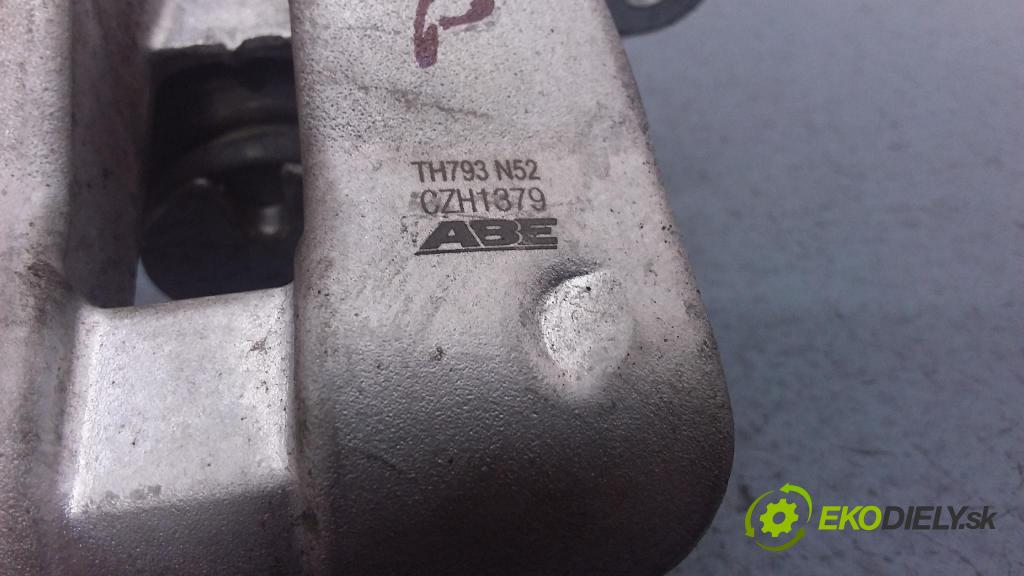 TH793 N52
CZH1379
ABE
EKODIELY.sk